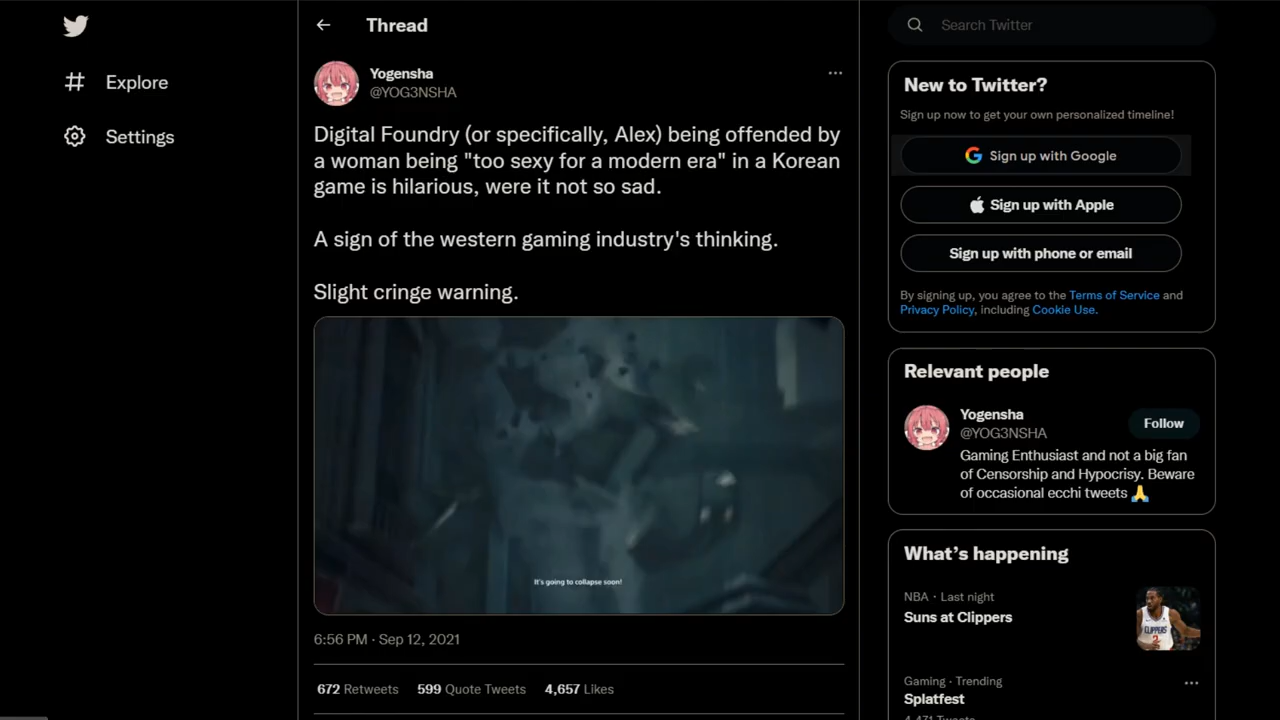 Explore
Settings
Thread
Yogensha
@YOG3NSHA
Digital Foundry (or specifically, Alex) being offended by
a woman being "too sexy for a modern era" in a Korean
game is hilarious, were it not so sad.
A sign of the western gaming industry's thinking.
Slight cringe warning.
It's going to collapse soon!
6:56 PM · Sep 12, 2021
672 Retweets 599 Quote Tweets 4,657 Likes
Search Twitter
New to Twitter?
Sign up now to get your own personalized timeline!
Sign up with Google
Sign up with Apple
Sign up with phone or email
By signing up, you agree to the Terms of Service and
Privacy Policy, including Cookie Use.
Relevant people
Yogensha
@YOG3NSHA
Follow
Gaming Enthusiast and not a big fan
of Censorship and Hypocrisy. Beware
of occasional ecchi tweets 🙏
What's happening
NBA · Last night
Suns at Clippers
CLIPPERS
2
Gaming · Trending
Splatfest
4,471 Tweets